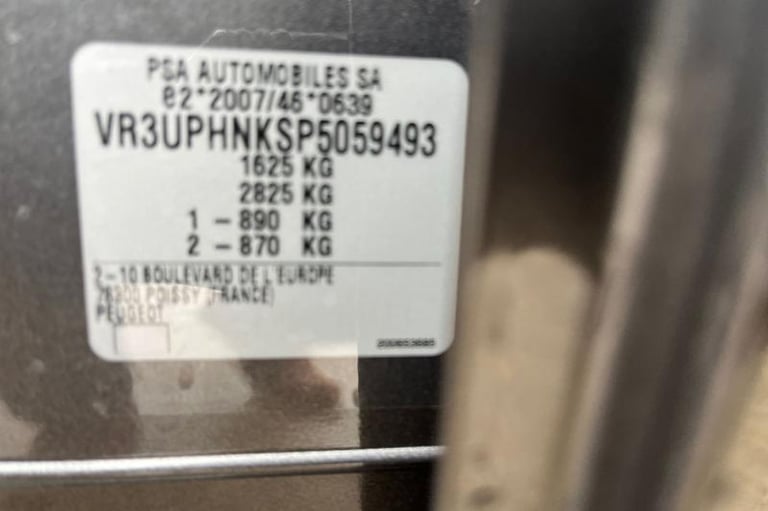 PSA AUTOMOBILES SA
e2*2007/46*0639
VR3UPHNKSP5059493
1625 KG
2825 KG
1 - 890 KG
2 - 870 KG
2-10 BOULEVARD DE L'EUROPE
78300 POISSY (FRANCE)
PEUGEOT